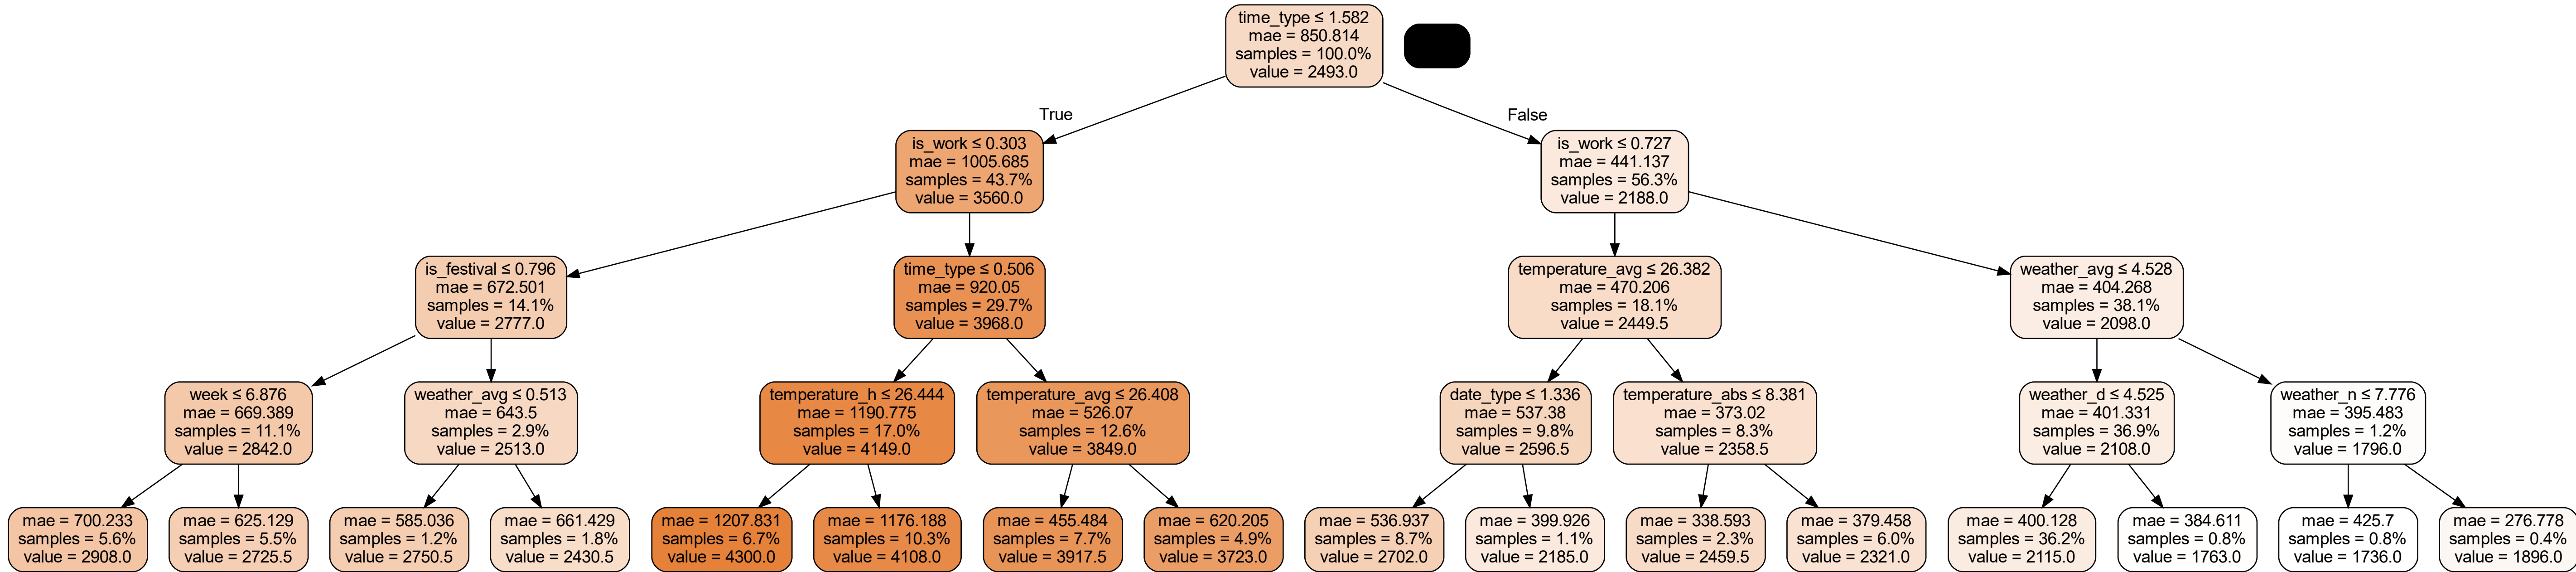 time_type ≤ 1.582
mae = 850.814
samples = 100.0%
value = 2493.0
True
False
is_work ≤ 0.303
mae = 1005.685
samples = 43.7%
value = 3560.0
is_work ≤ 0.727
mae = 441.137
samples = 56.3%
value = 2188.0
is_festival ≤ 0.796
mae = 672.501
samples = 14.1%
value = 2777.0
time_type ≤ 0.506
mae = 920.05
samples = 29.7%
value = 3968.0
temperature_avg ≤ 26.382
mae = 470.206
samples = 18.1%
value = 2449.5
weather_avg ≤ 4.528
mae = 404.268
samples = 38.1%
value = 2098.0
week ≤ 6.876
mae = 669.389
samples = 11.1%
value = 2842.0
weather_avg ≤ 0.513
mae = 643.5
samples = 2.9%
value = 2513.0
temperature_h ≤ 26.444
mae = 1190.775
samples = 17.0%
value = 4149.0
temperature_avg ≤ 26.408
mae = 526.07
samples = 12.6%
value = 3849.0
date_type ≤ 1.336
mae = 537.38
samples = 9.8%
value = 2596.5
temperature_abs ≤ 8.381
mae = 373.02
samples = 8.3%
value = 2358.5
weather_d ≤ 4.525
mae = 401.331
samples = 36.9%
value = 2108.0
weather_n ≤ 7.776
mae = 395.483
samples = 1.2%
value = 1796.0
mae = 700.233
samples = 5.6%
value = 2908.0
mae = 625.129
samples = 5.5%
value = 2725.5
mae = 585.036
samples = 1.2%
value = 2750.5
mae = 661.429
samples = 1.8%
value = 2430.5
mae = 1207.831
samples = 6.7%
value = 4300.0
mae = 1176.188
samples = 10.3%
value = 4108.0
mae = 455.484
samples = 7.7%
value = 3917.5
mae = 620.205
samples = 4.9%
value = 3723.0
mae = 536.937
samples = 8.7%
value = 2702.0
mae = 399.926
samples = 1.1%
value = 2185.0
mae = 338.593
samples = 2.3%
value = 2459.5
mae = 379.458
samples = 6.0%
value = 2321.0
mae = 400.128
samples = 36.2%
value = 2115.0
mae = 384.611
samples = 0.8%
value = 1763.0
mae = 425.7
samples = 0.8%
value = 1736.0
mae = 276.778
samples = 0.4%
value = 1896.0